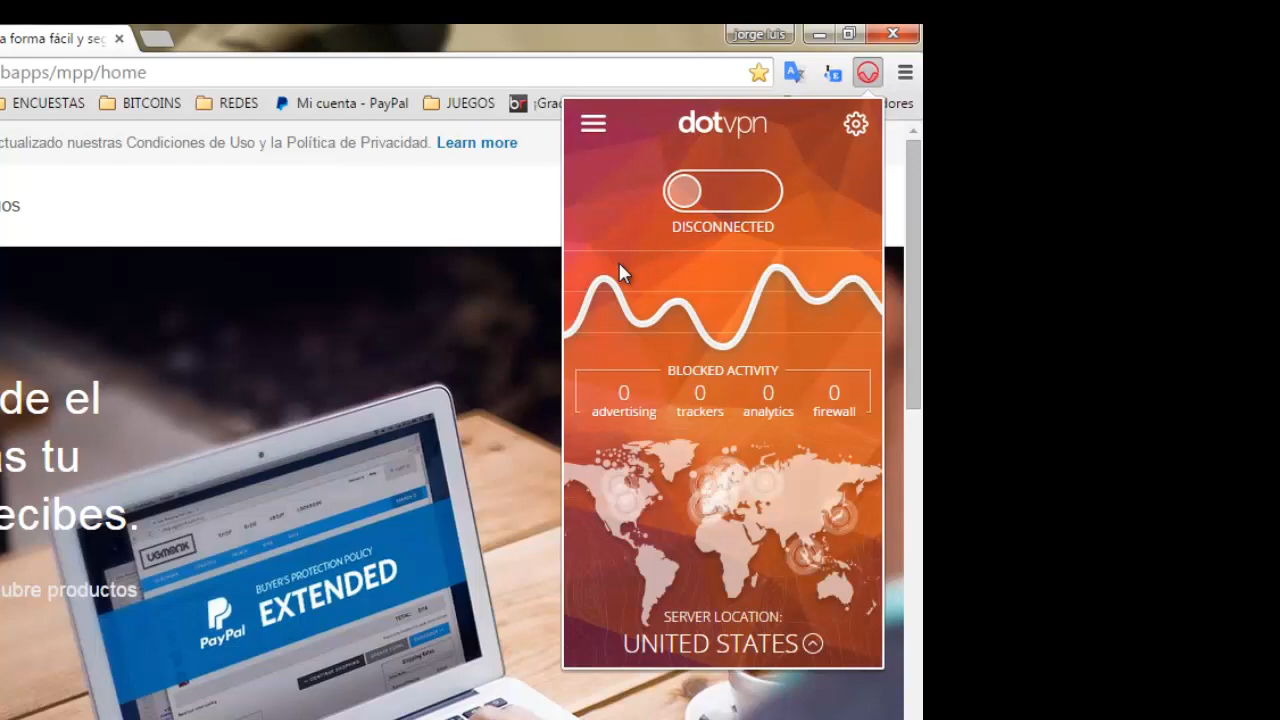 a forma fácil y seg
jorge luis
bapps/mpp/home
ENCUESTAS
BITCOINS
REDES
Mi cuenta - PayPal
JUEGOS
br
¡Grac
dores
ctualizado nuestras Condiciones de Uso y la Política de Privacidad. Learn more
dotvpn
os
DISCONNECTED
BLOCKED ACTIVITY
0 0 0 0
advertising trackers analytics firewall
de el
s tu
ecibes.
ubre productos
UGMONK
BUYER'S PROTECTION POLICY
EXTENDED
PayPal
SERVER LOCATION:
UNITED STATES